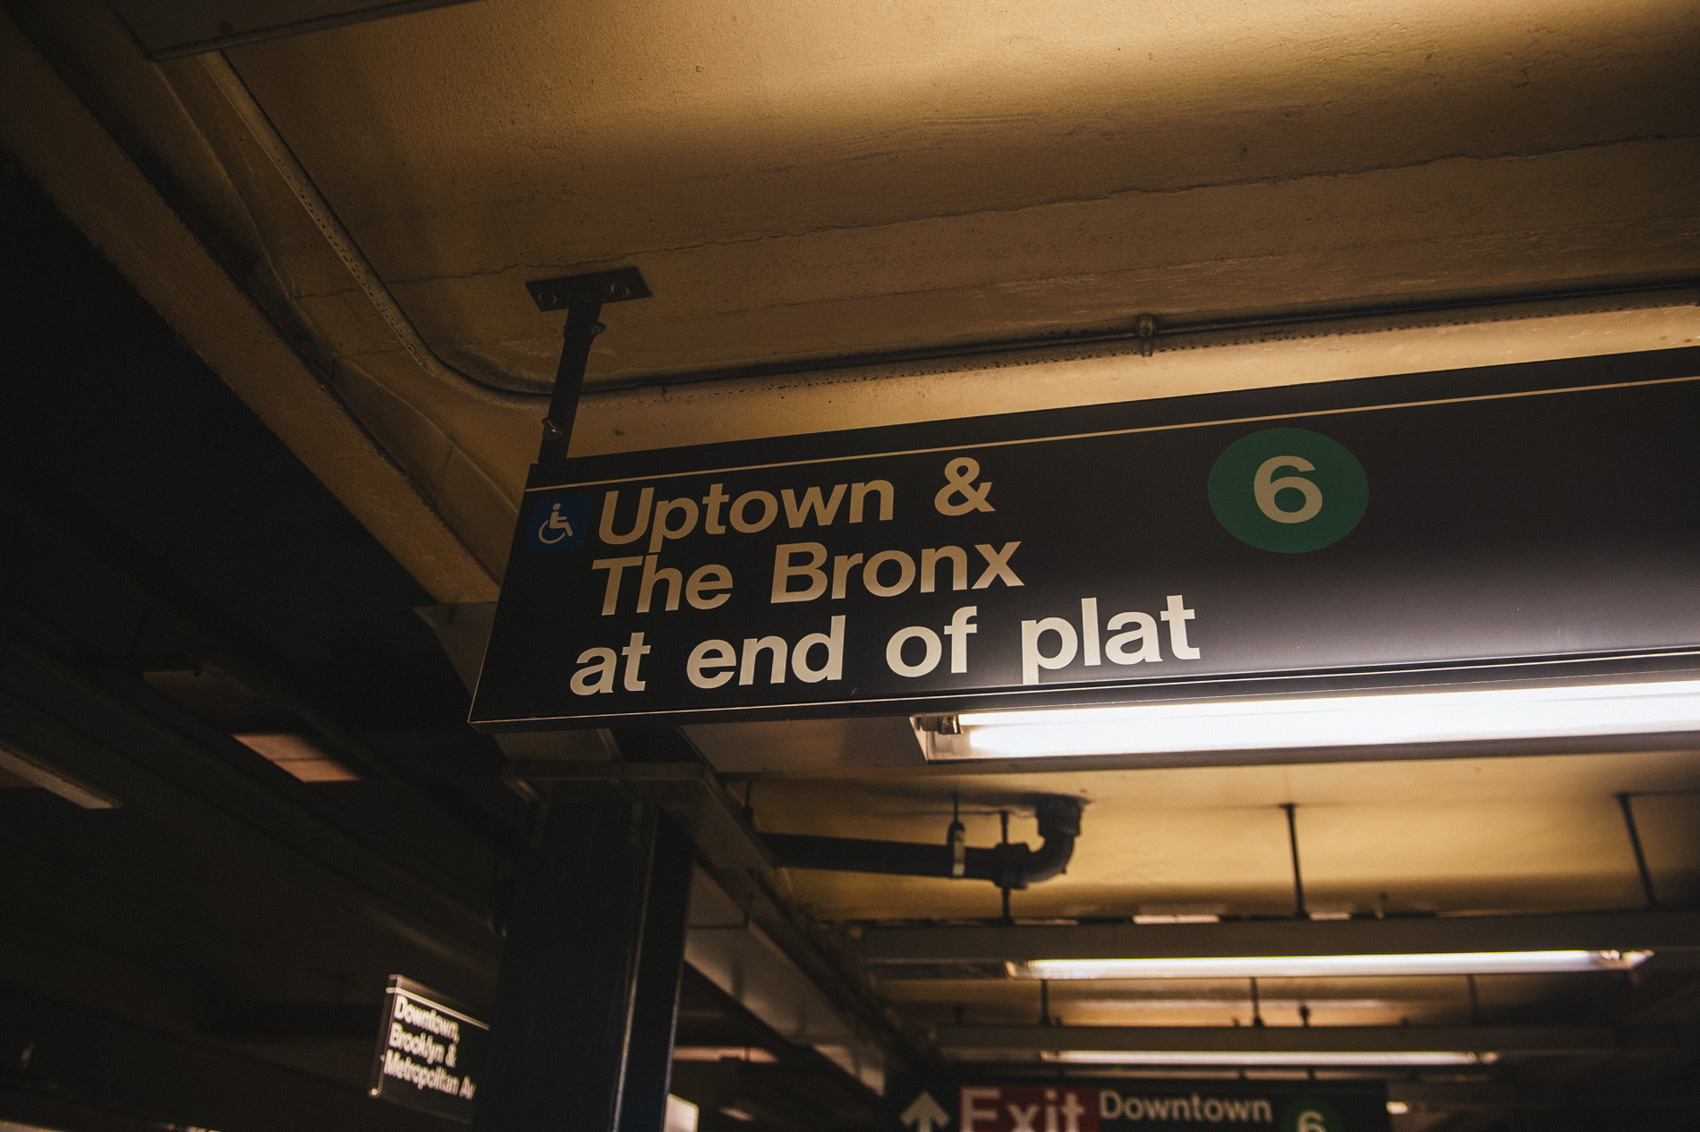 Uptown &
The Bronx
at end of plat
6
Downtown,
Brooklyn &
Metropolitan Av
Exit
Downtown
6